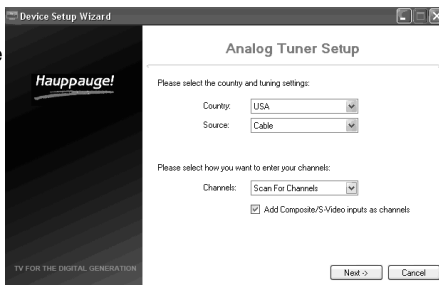 Device Setup Wizard
e
Hauppauge!
Analog Tuner Setup
Please select the country and tuning settings:
Country: USA
Source: Cable
Please select how you want to enter your channels:
Channels: Scan For Channels
Add Composite/S-Video inputs as channels
TV FOR THE DIGITAL GENERATION
Next ->
Cancel